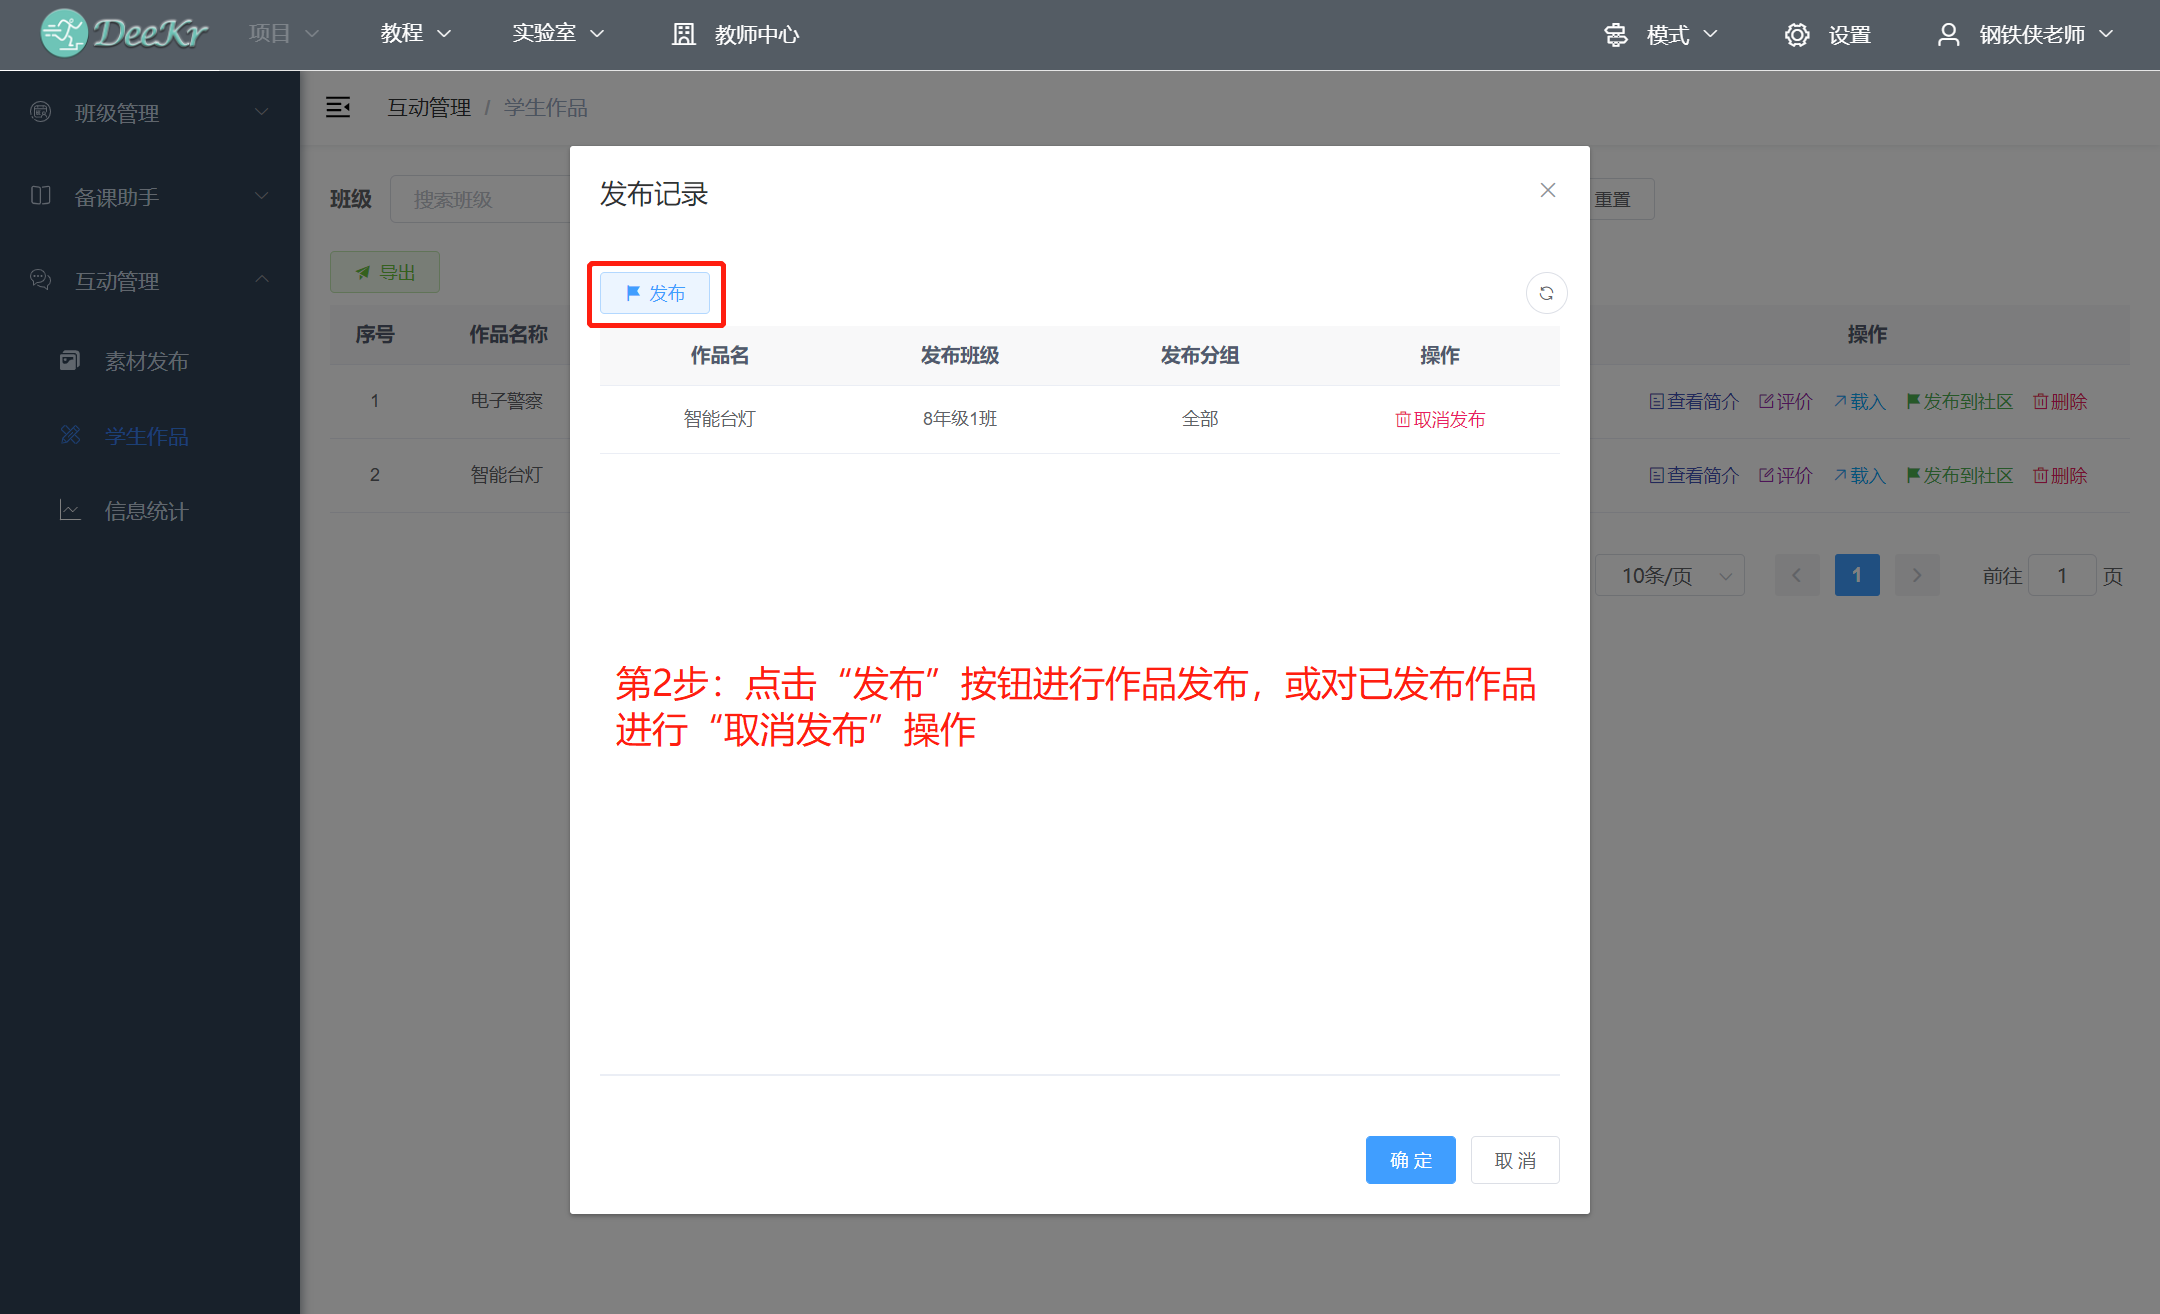 DeeKr 项目 教程 实验室 教师中心 模式 设置 钢铁侠老师
班级管理
备课助手
互动管理
素材发布
学生作品
信息统计
互动管理 / 学生作品
班级 搜索班级 重置
导出
序号 作品名称 操作
1 电子警察 查看简介 评价 载入 发布到社区 删除
2 智能台灯 查看简介 评价 载入 发布到社区 删除
10条/页 1 前往 1 页
发布记录
发布
作品名 发布班级 发布分组 操作
智能台灯 8年级1班 全部 取消发布
第2步：点击“发布”按钮进行作品发布，或对已发布作品
进行“取消发布”操作
确 定 取 消